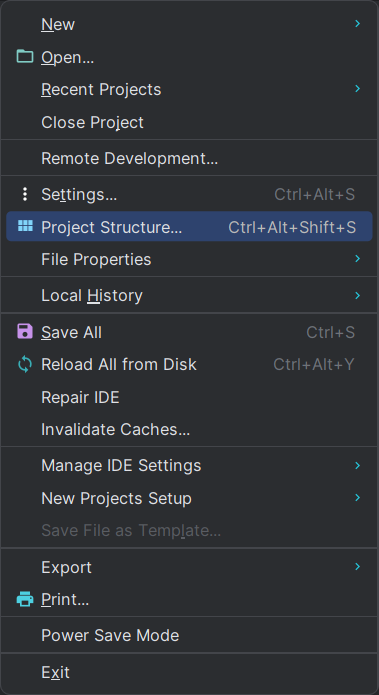 New
Open...
Recent Projects
Close Project
Remote Development...
Settings... Ctrl+Alt+S
Project Structure... Ctrl+Alt+Shift+S
File Properties
Local History
Save All Ctrl+S
Reload All from Disk Ctrl+Alt+Y
Repair IDE
Invalidate Caches...
Manage IDE Settings
New Projects Setup
Save File as Template...
Export
Print...
Power Save Mode
Exit